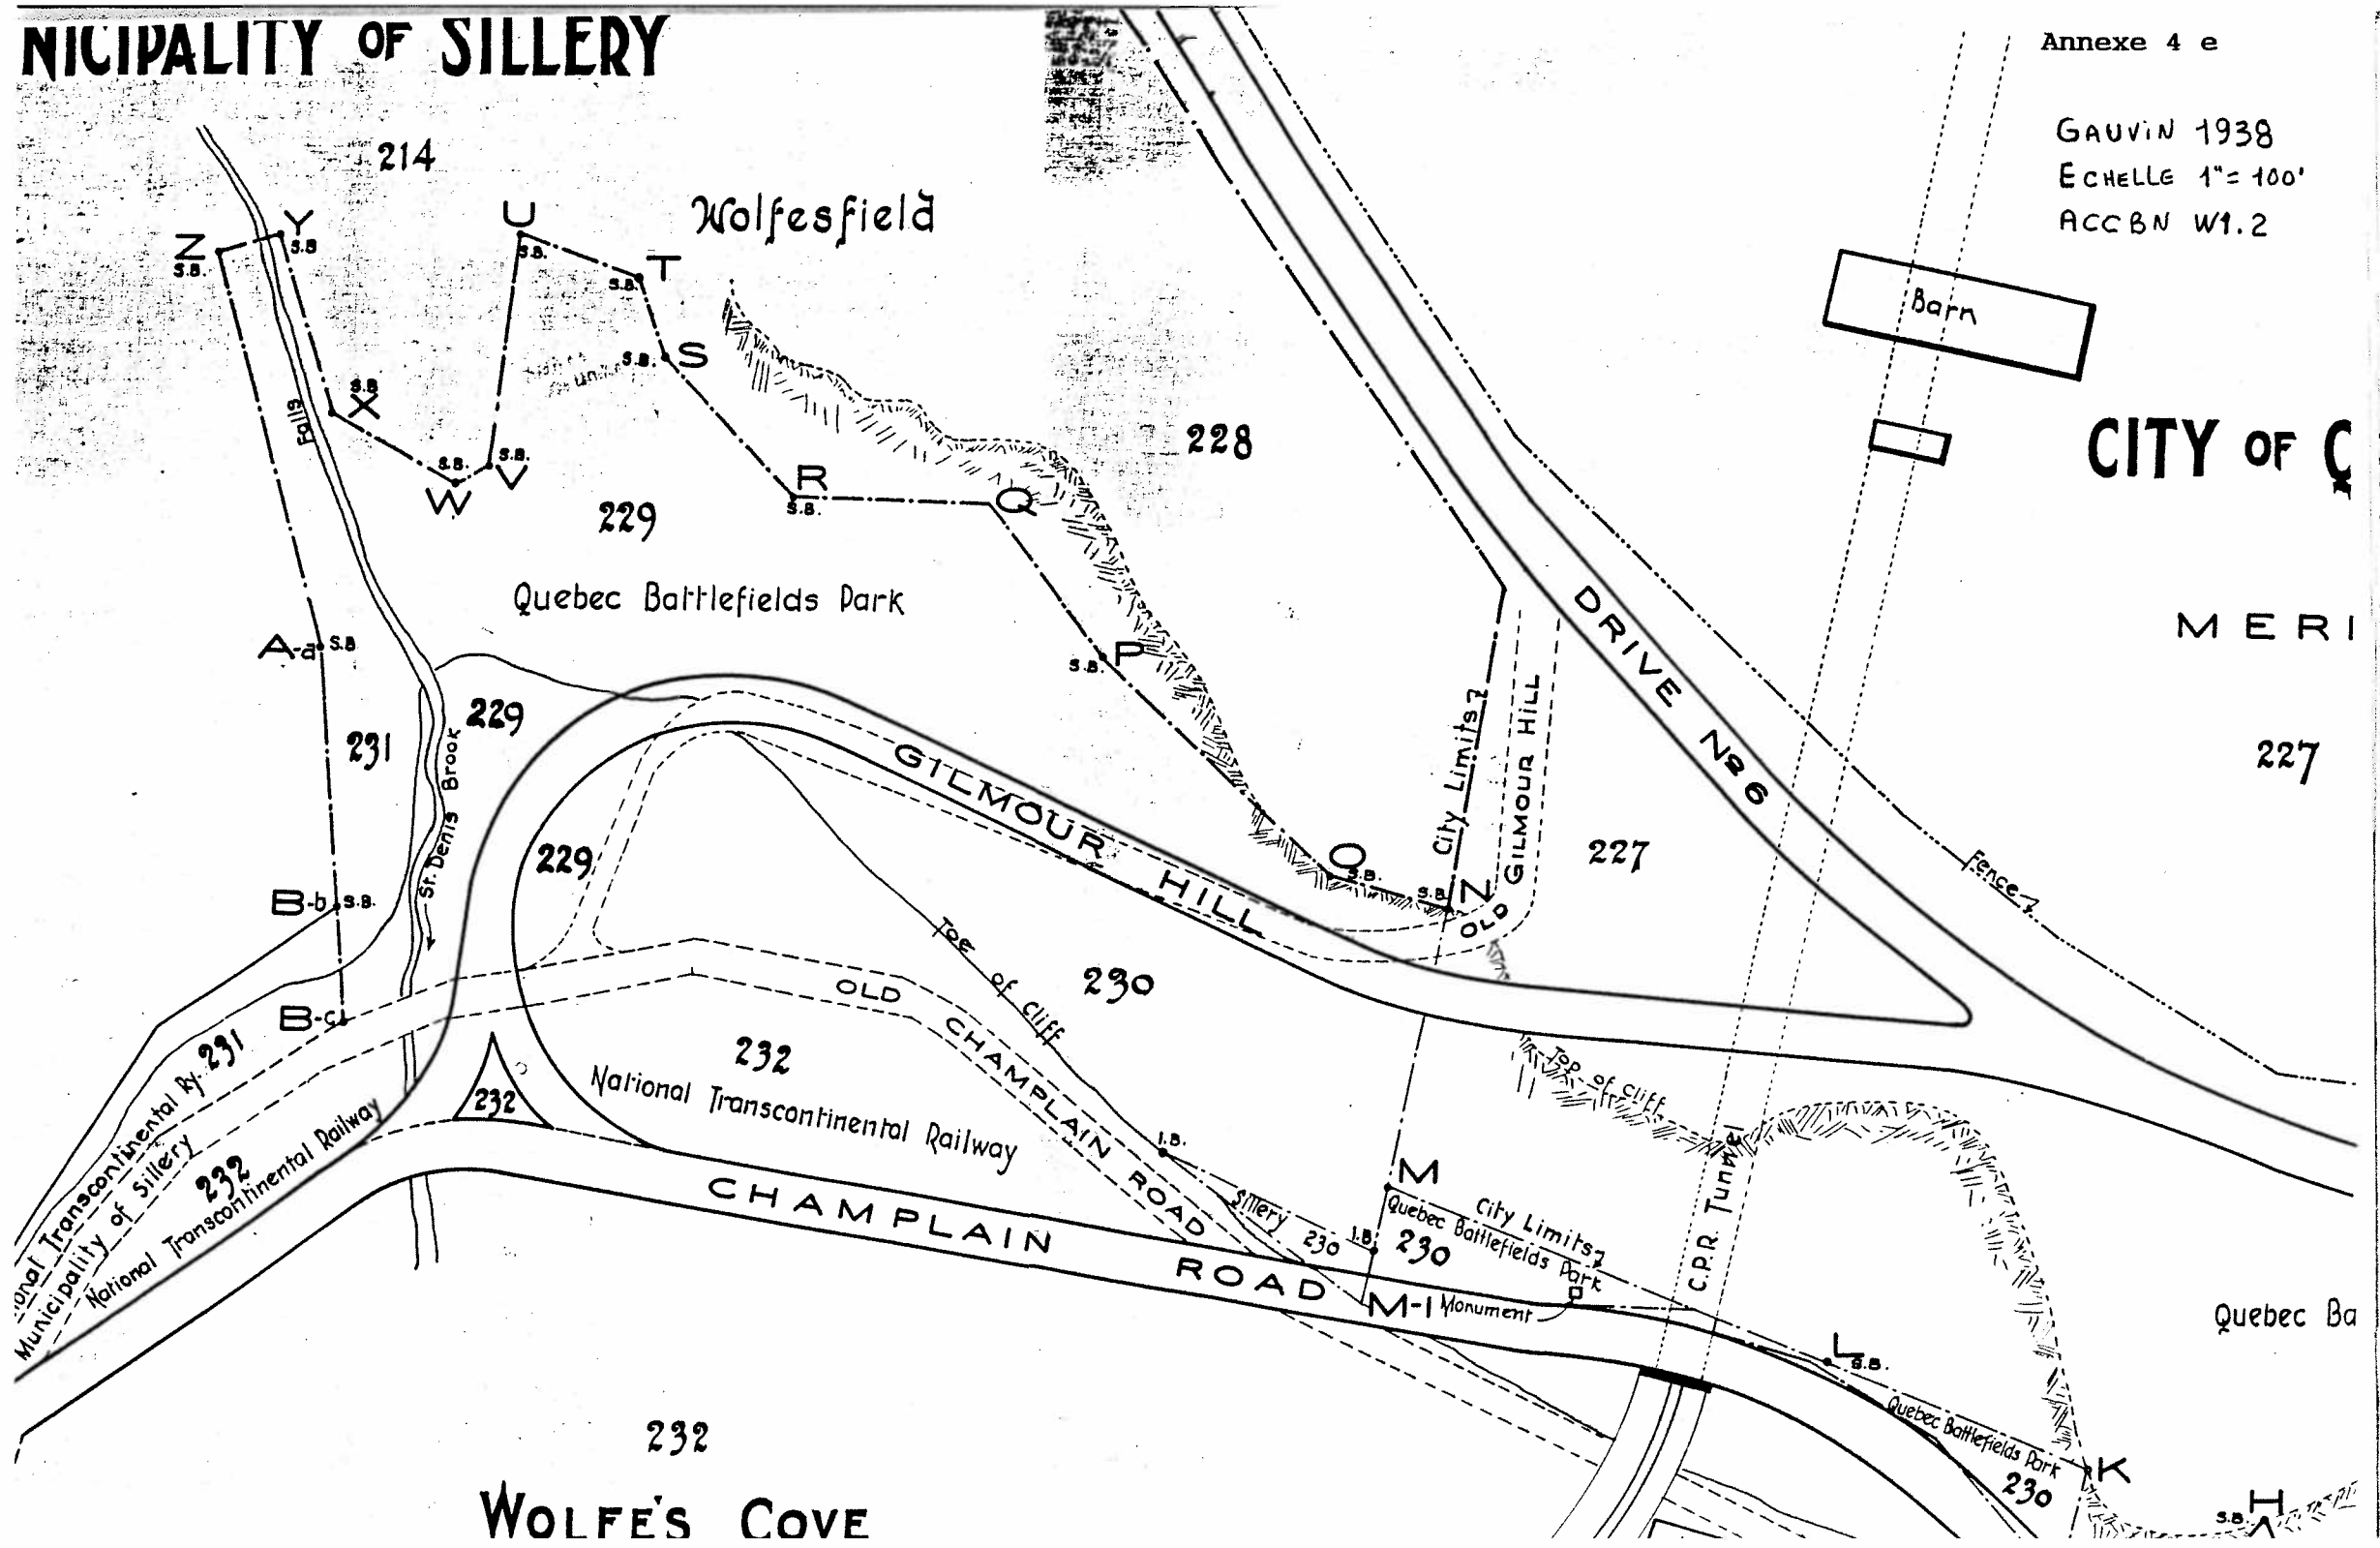 NICIPALITY OF SILLERY
Annexe 4 e
GAUVIN 1938
ECHELLE 1"= 100'
ACCBN W1.2
214
Wolfesfield
Z
S.B.
Y
S.B
U
S.B.
T
S.B.
S.B.
S
Barn
S.B
X
Falls
228
CITY OF Q
S.B.
W
S.B.
V
R
S.B.
Q
229
Quebec Battlefields Park
MERI
A-a
S.B
S.B.
P
DRIVE No 6
229
231
St. Denis Brook
City Limits
GILMOUR HILL
OLD
227
227
GILMOUR HILL
229
O
S.B.
S.B
N
Fence
B-b
S.B.
Toe of Cliff
230
OLD CHAMPLAIN ROAD
B-c
231
232
National Transcontinental Railway
232
Top of Cliff
onal Transcontinental Ry.
Municipality of Sillery
232
National Transcontinental Railway
I.B.
M
City Limits
C.P.R. Tunnel
Sillery
230
I.B
Quebec Battlefields Park
230
CHAMPLAIN ROAD
M-1
Monument
Quebec Ba
L
S.B.
Quebec Battlefields Park
230
K
232
WOLFE'S COVE
H
S.B.